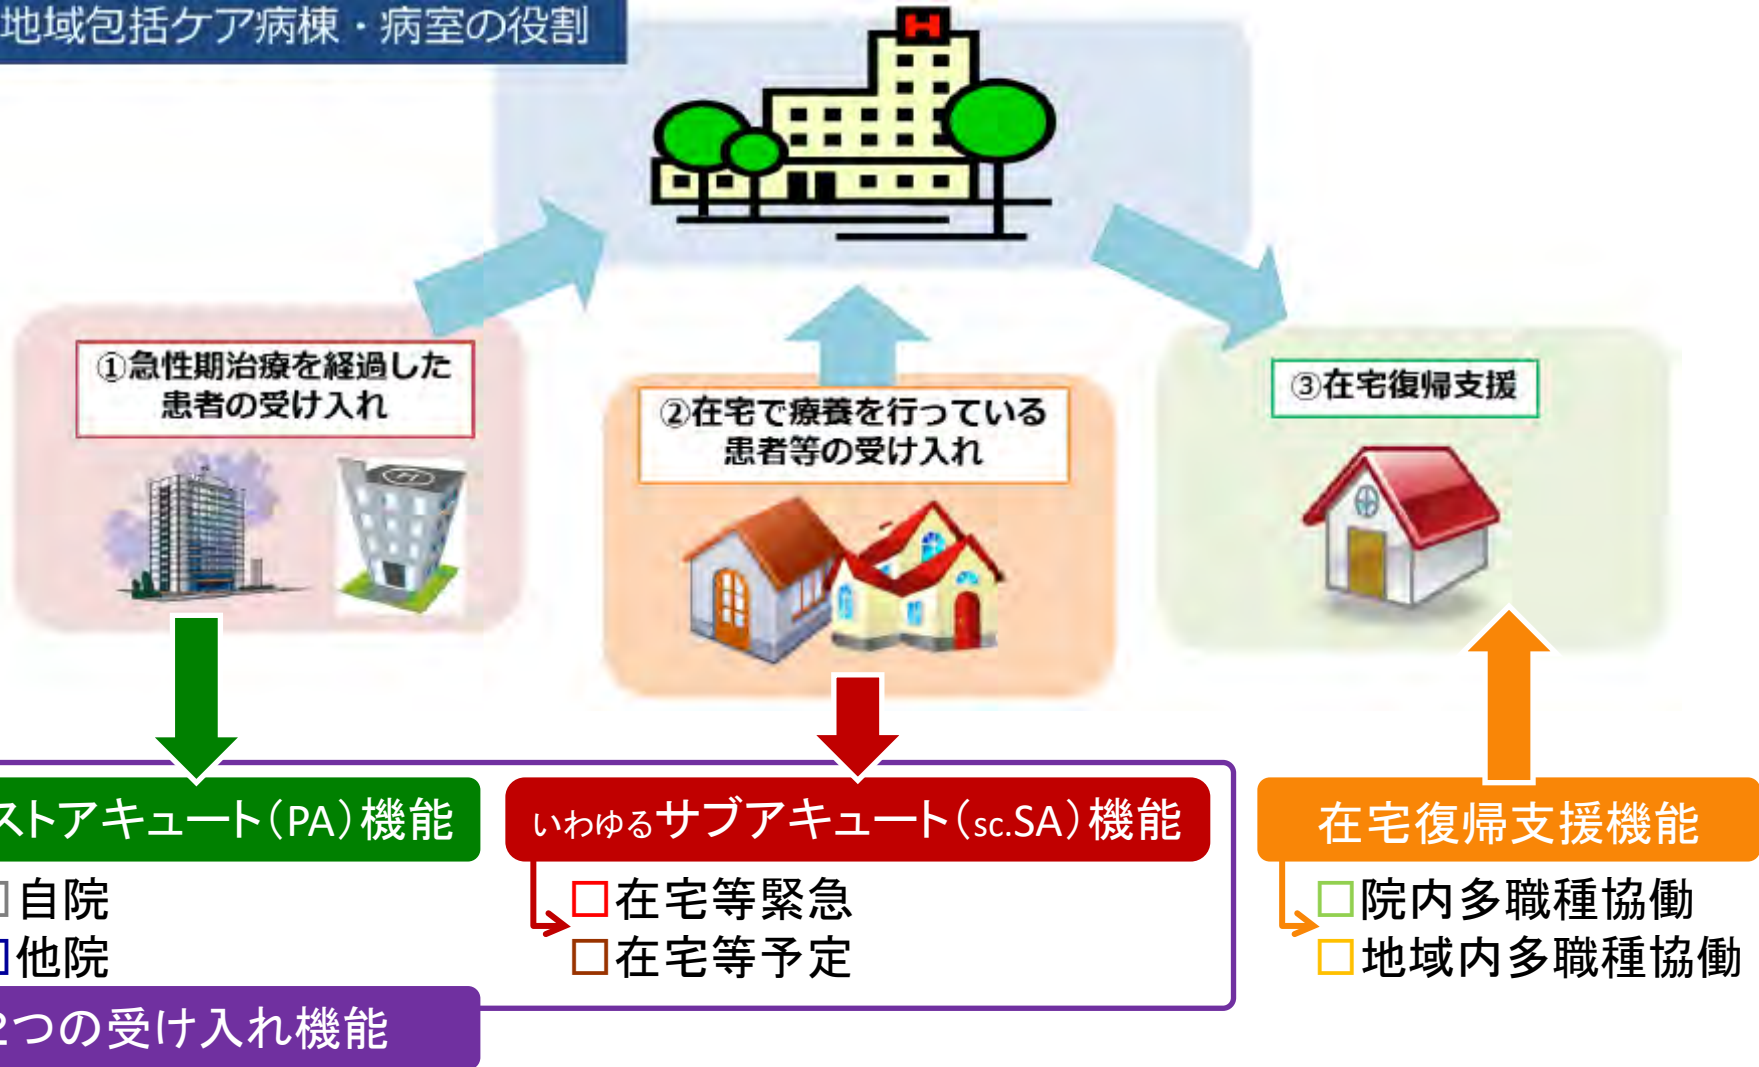 地域包括ケア病棟・病室の役割
H
①急性期治療を経過した
患者の受け入れ
②在宅で療養を行っている
患者等の受け入れ
③在宅復帰支援
H
ストアキュート（PA）機能
□自院
□他院
2つの受け入れ機能
いわゆるサブアキュート（sc.SA）機能
□在宅等緊急
□在宅等予定
在宅復帰支援機能
□院内多職種協働
□地域内多職種協働